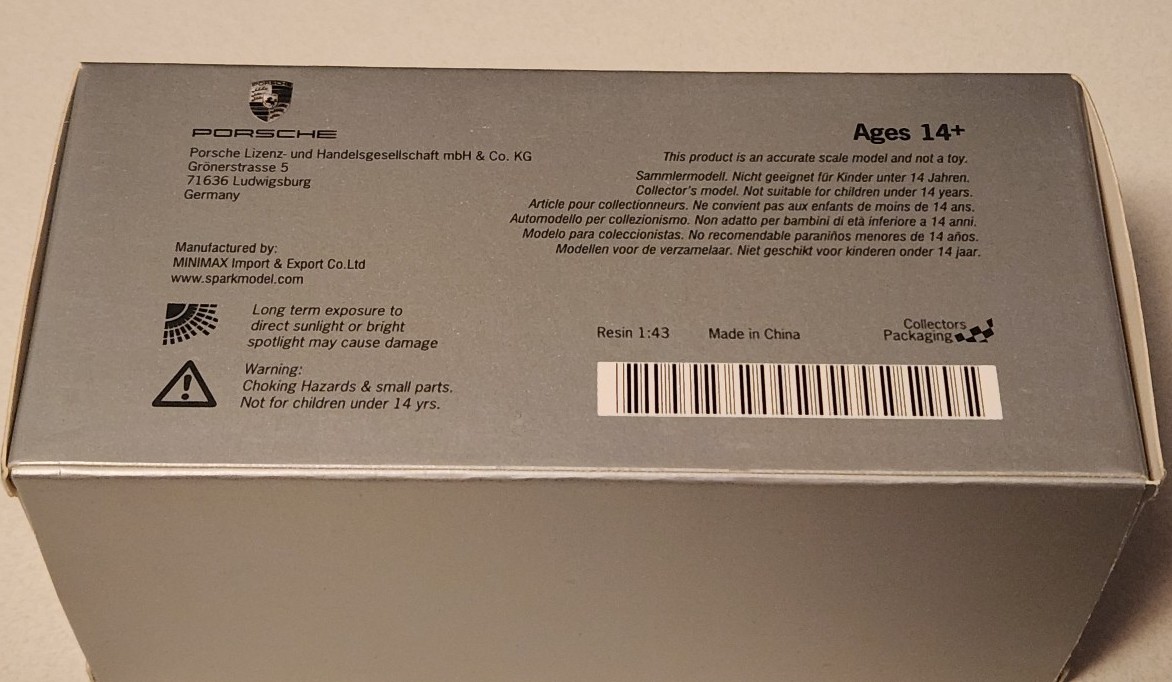 PORSCHE
Porsche Lizenz- und Handelsgesellschaft mbH & Co. KG
Grönerstrasse 5
71636 Ludwigsburg
Germany
Manufactured by:
MINIMAX Import & Export Co.Ltd
www.sparkmodel.com
Long term exposure to
direct sunlight or bright
spotlight may cause damage
Warning:
Choking Hazards & small parts.
Not for children under 14 yrs.
Ages 14+
This product is an accurate scale model and not a toy.
Sammlermodell. Nicht geeignet für Kinder unter 14 Jahren.
Collector's model. Not suitable for children under 14 years.
Article pour collectionneurs. Ne convient pas aux enfants de moins de 14 ans.
Automodello per collezionismo. Non adatto per bambini di età inferiore a 14 anni.
Modelo para coleccionistas. No recomendable paraniños menores de 14 años.
Modellen voor de verzamelaar. Niet geschikt voor kinderen onder 14 jaar.
Resin 1:43
Made in China
Collectors
Packaging